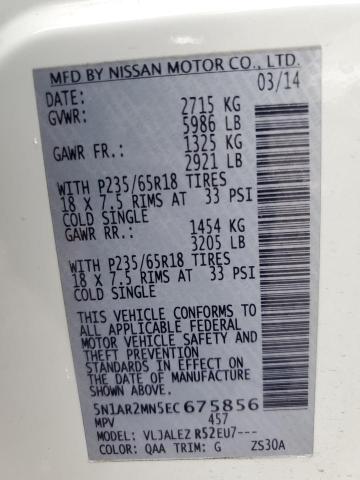 MFD BY NISSAN MOTOR CO., LTD.
DATE: 03/14
GVWR: 2715 KG
5986 LB
GAWR FR.: 1325 KG
2921 LB
WITH P235/65R18 TIRES
18 X 7.5 RIMS AT 33 PSI
COLD SINGLE
GAWR RR.: 1454 KG
3205 LB
WITH P235/65R18 TIRES
18 X 7.5 RIMS AT 33 PSI
COLD SINGLE
THIS VEHICLE CONFORMS TO
ALL APPLICABLE FEDERAL
MOTOR VEHICLE SAFETY AND
THEFT PREVENTION
STANDARDS IN EFFECT ON
THE DATE OF MANUFACTURE
SHOWN ABOVE.
5N1AR2MN5EC 675856
MPV 457
MODEL: VLJALEZ R52EU7---
COLOR: QAA TRIM: G ZS30A